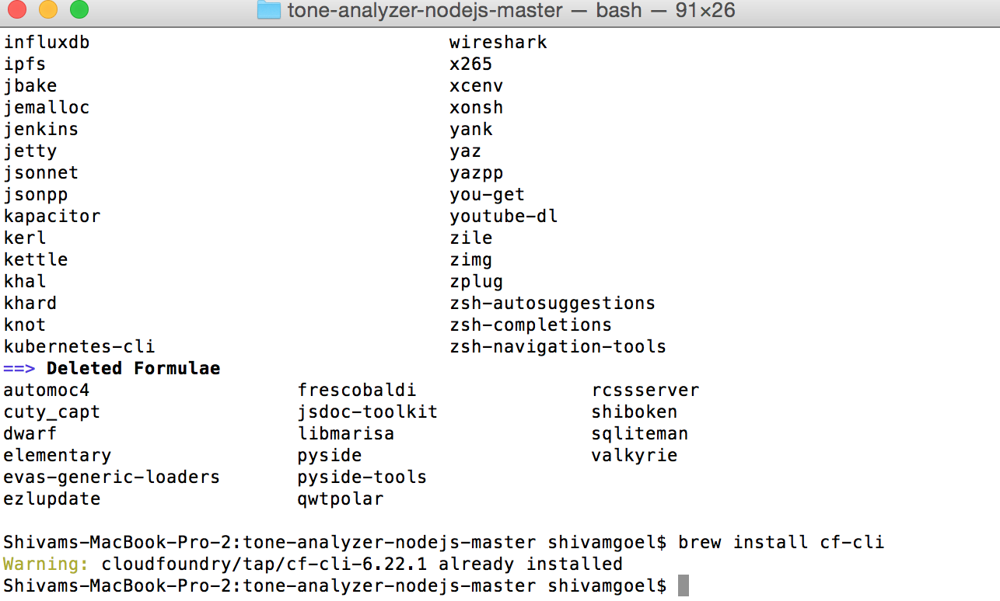 tone-analyzer-nodejs-master — bash — 91×26
influxdb wireshark
ipfs x265
jbake xcenv
jemalloc xonsh
jenkins yank
jetty yaz
jsonnet yazpp
jsonpp you-get
kapacitor youtube-dl
kerl zile
kettle zimg
khal zplug
khard zsh-autosuggestions
knot zsh-completions
kubernetes-cli zsh-navigation-tools
==> Deleted Formulae
automoc4 frescobaldi rcssserver
cuty_capt jsdoc-toolkit shiboken
dwarf libmarisa sqliteman
elementary pyside valkyrie
evas-generic-loaders pyside-tools
ezlupdate qwtpolar
Shivams-MacBook-Pro-2:tone-analyzer-nodejs-master shivamgoel$ brew install cf-cli
Warning: cloudfoundry/tap/cf-cli-6.22.1 already installed
Shivams-MacBook-Pro-2:tone-analyzer-nodejs-master shivamgoel$